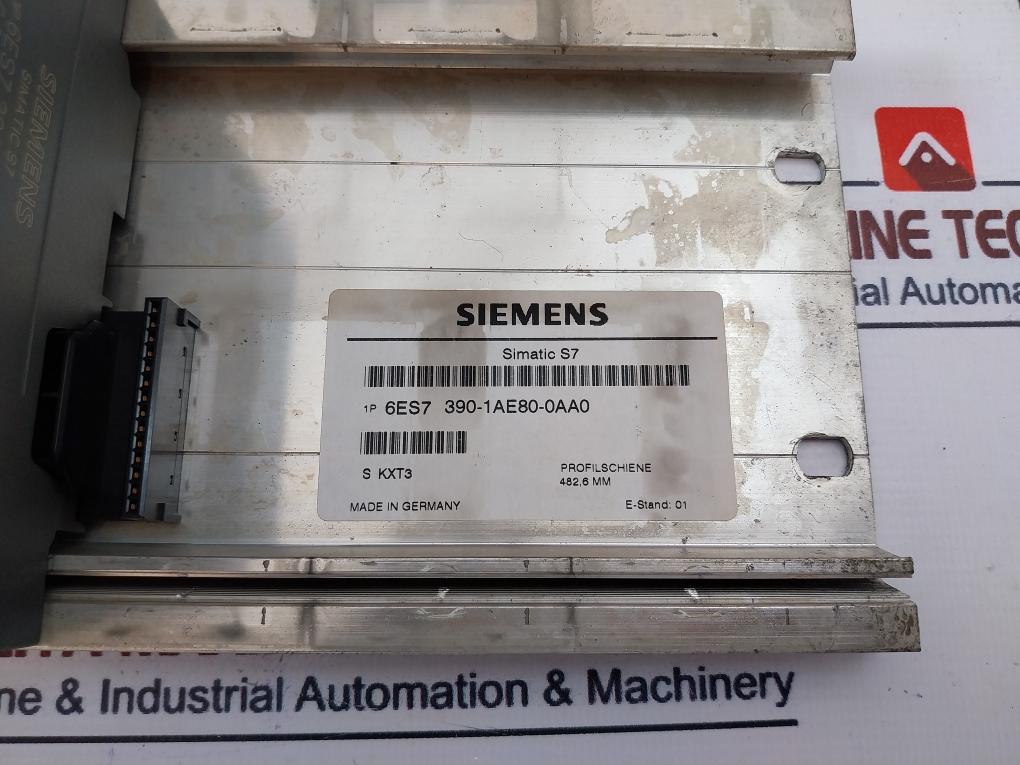 SIEMENS
SIMATIC S7
SIEMENS
Simatic S7
1P 6ES7 390-1AE80-0AA0
S KXT3
PROFILSCHIENE
482,6 MM
MADE IN GERMANY
E-Stand: 01
INE TEC
ial Automa
ne & Industrial Automation & Machinery